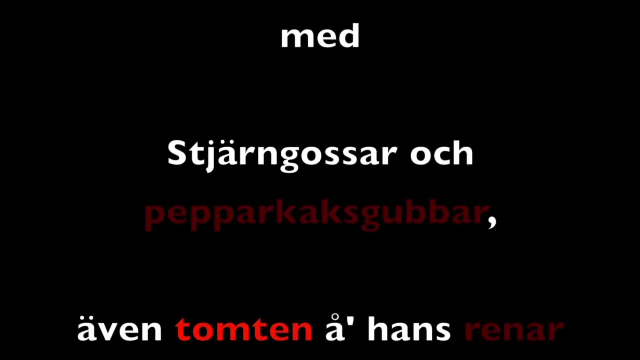 med
Stjärngossar och
pepparkaksgubbar,
även tomten å' hans renar